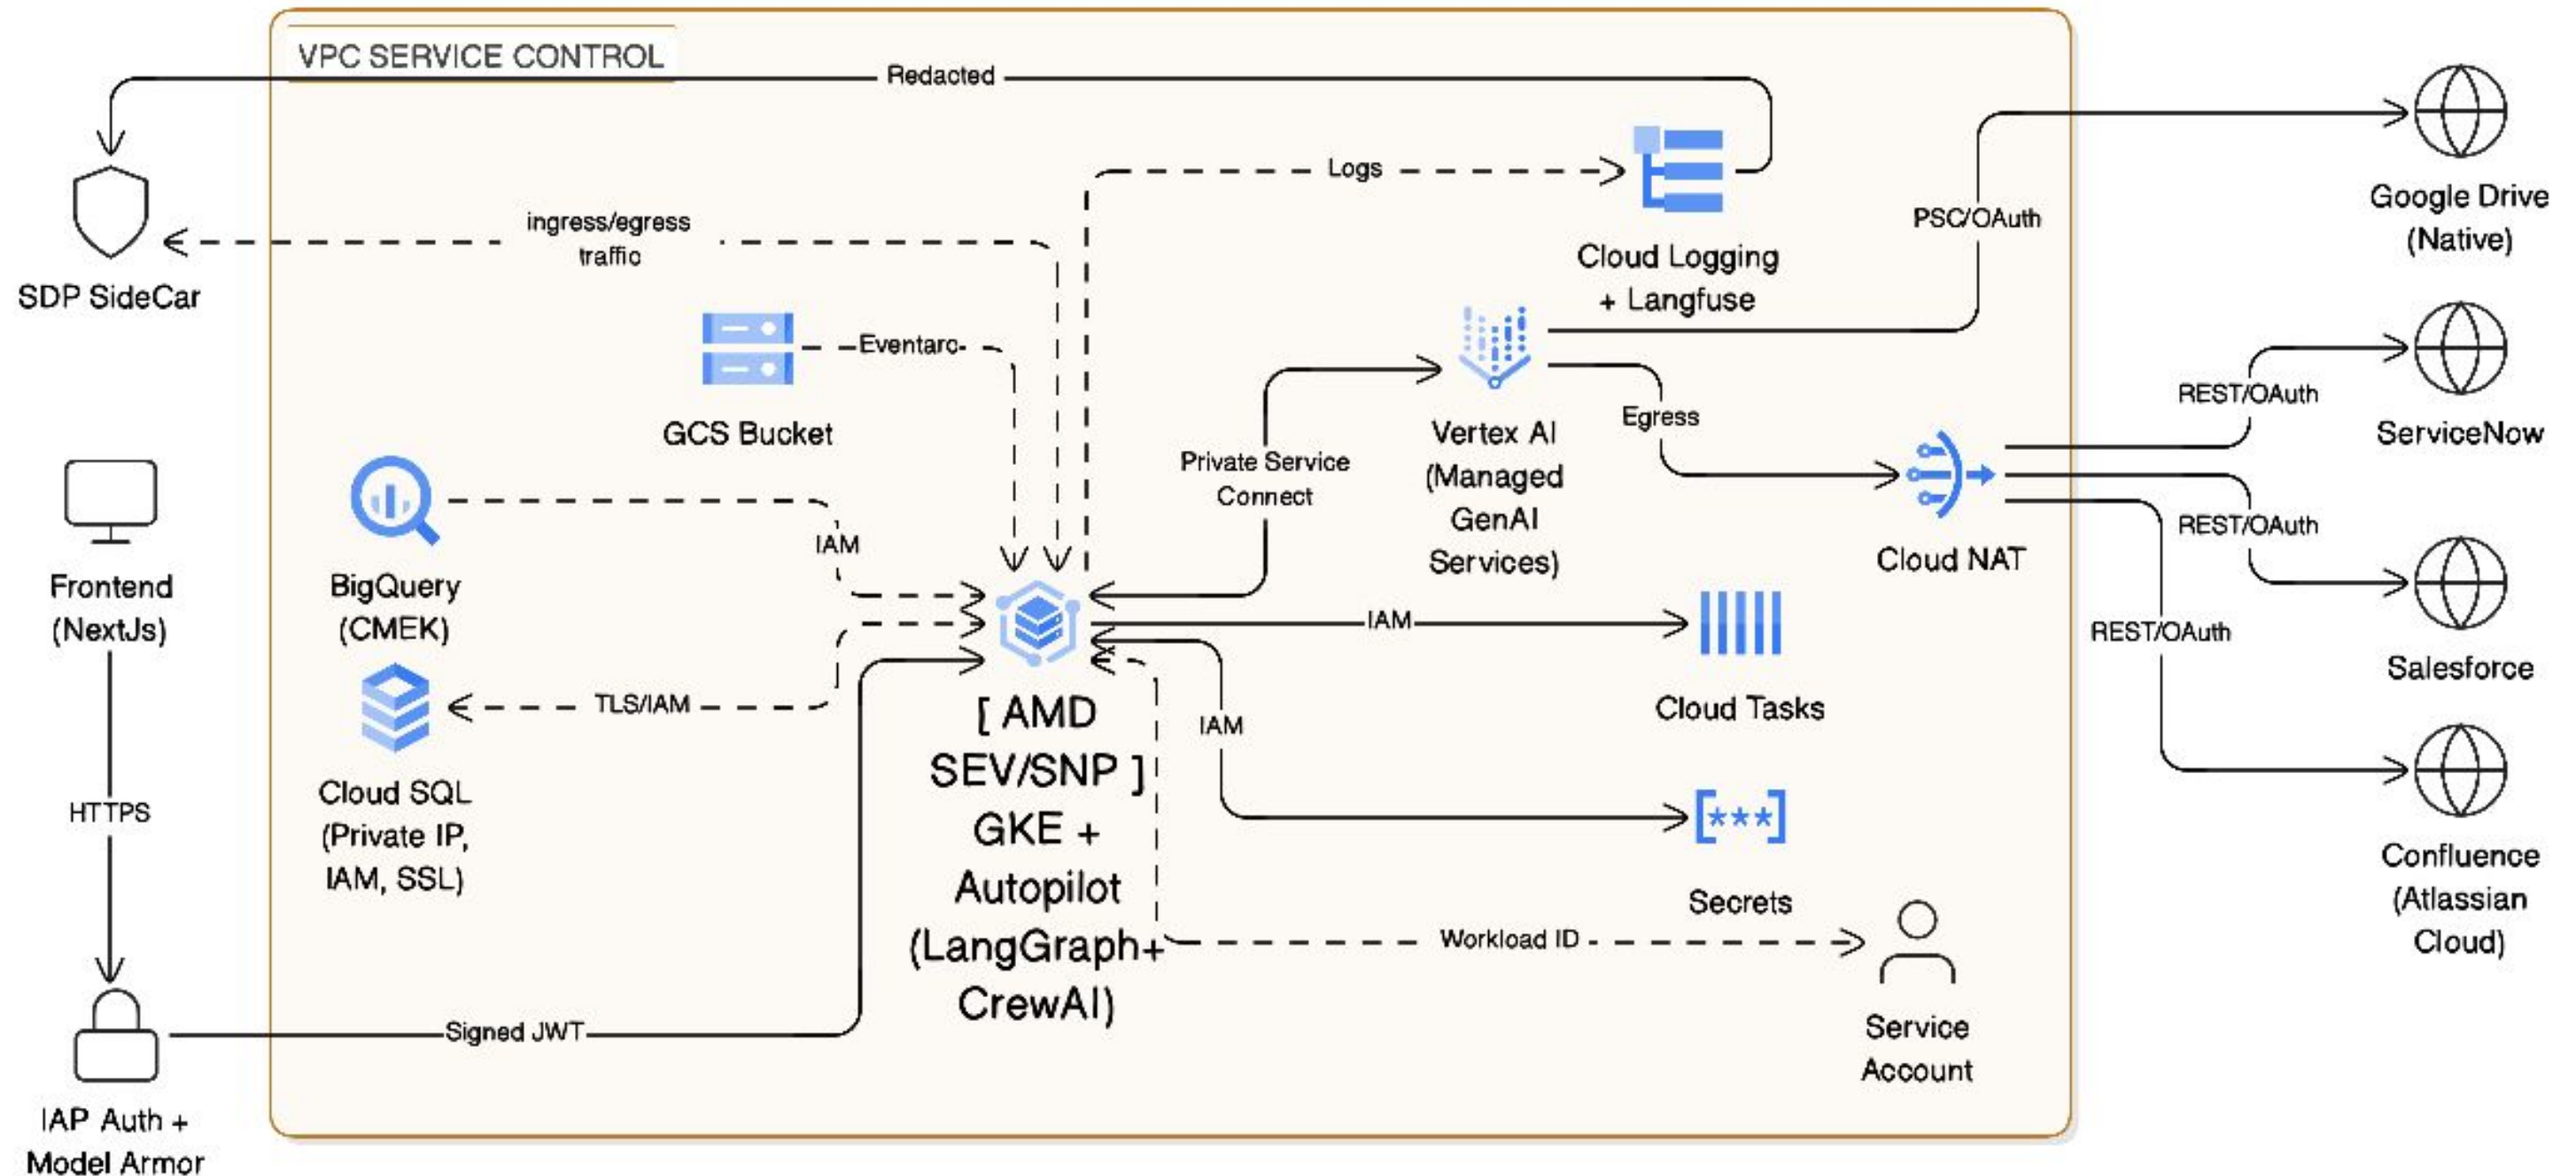 VPC SERVICE CONTROL
Redacted
SDP SideCar
ingress/egress
traffic
Logs
Cloud Logging
+ Langfuse
PSC/OAuth
Google Drive
(Native)
GCS Bucket
Eventarc
Vertex AI
(Managed
GenAI
Services)
Private Service
Connect
Egress
Cloud NAT
REST/OAuth
ServiceNow
REST/OAuth
Salesforce
REST/OAuth
Confluence
(Atlassian
Cloud)
Frontend
(NextJs)
BigQuery
(CMEK)
IAM
TLS/IAM
Cloud SQL
(Private IP,
IAM, SSL)
[ AMD
SEV/SNP ]
GKE +
Autopilot
(LangGraph+
CrewAI)
IAM
Cloud Tasks
IAM
Secrets
Workload ID
Service
Account
HTTPS
Signed JWT
IAP Auth +
Model Armor